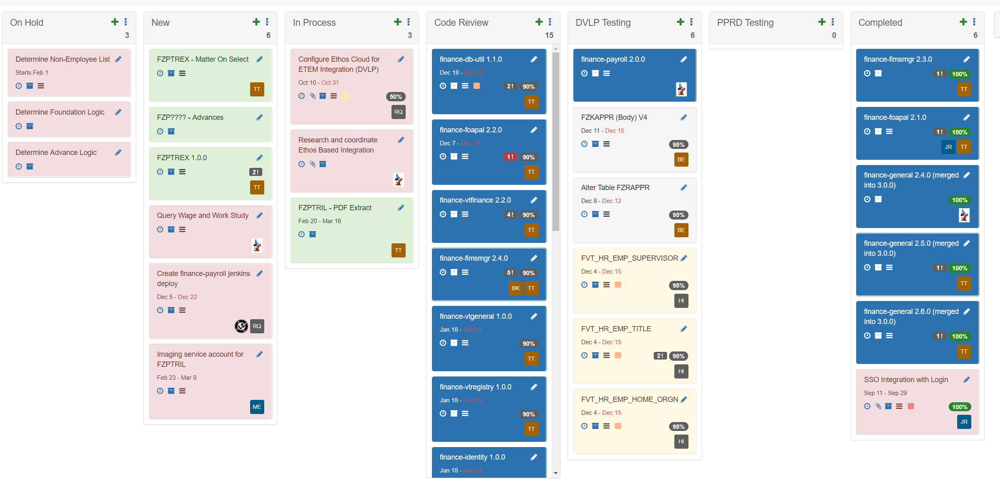 On Hold
3
Determine Non-Employee List
Starts Feb 1
Determine Foundation Logic
Determine Advance Logic
New
6
FZPTREX - Matter On Select
TT
FZP???? - Advances
FZPTREX 1.0.0
2!
TT
Query Wage and Work Study
Create finance-payroll jenkins
deploy
Dec 5 - Dec 22
RQ
Imaging service account for
FZPTRIL
Feb 23 - Mar 9
ME
In Process
3
Configure Ethos Cloud for
ETEM Integration (DVLP)
Oct 10 - Oct 31
50%
RQ
Research and coordinate
Ethos Based Integration
FZPTRIL - PDF Extract
Feb 20 - Mar 16
TT
Code Review
15
finance-db-util 1.1.0
Dec 18 - Dec 22
2! 90%
TT
finance-foapal 2.2.0
Dec 7 - Dec 15
1! 90%
TT
finance-vtfinance 2.2.0
4! 90%
TT
finance-fimsmgr 2.4.0
5! 90%
BK TT
finance-vtgeneral 1.0.0
Jan 18 - Jan 25
90%
TT
finance-vtregistry 1.0.0
Jan 18 - Jan 25
90%
TT
finance-identity 1.0.0
Jan 18 - Jan 25
DVLP Testing
6
finance-payroll 2.0.0
FZKAPPR (Body) V4
Dec 11 - Dec 15
95%
BE
Alter Table FZRAPPR
Dec 8 - Dec 12
95%
BE
FVT_HR_EMP_SUPERVISOR
Dec 4 - Dec 15
95%
HI
FVT_HR_EMP_TITLE
Dec 4 - Dec 15
2! 95%
HI
FVT_HR_EMP_HOME_ORGN
Dec 4 - Dec 15
95%
HI
PPRD Testing
0
Completed
6
finance-fimsmgr 2.3.0
1! 100%
TT
finance-foapal 2.1.0
1! 100%
JR TT
finance-general 2.4.0 (merged
into 3.0.0)
100%
finance-general 2.5.0 (merged
into 3.0.0)
1! 100%
TT
finance-general 2.6.0 (merged
into 3.0.0)
1! 100%
TT
SSO Integration with Login
Sep 11 - Sep 29
100%
JR